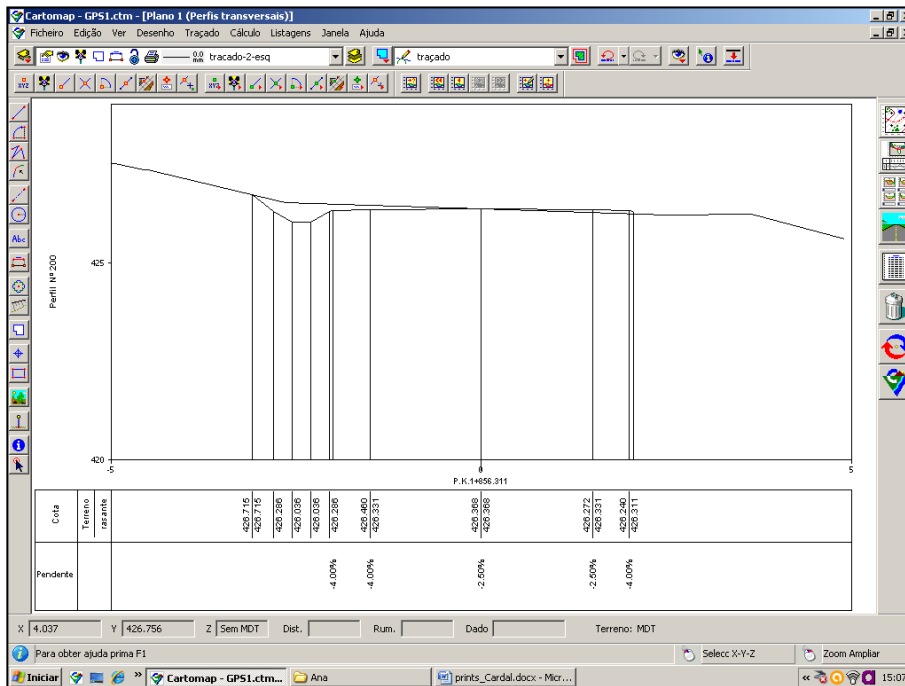 Cartomap - GPS1.ctm - [Plano 1 (Perfis transversais)]
Ficheiro Edição Ver Desenho Traçado Cálculo Listagens Janela Ajuda
0.0 mm tracado-2-esq traçado
XYZ XYZ
Abc
Perfil Nº 200
425
420
-5 0 5
P.K.1+856.311
Cota Terreno rasante
426.715 426.715 426.286 426.036 426.036 426.286 426.460 426.331 426.368 426.368 426.272 426.331 426.240 426.311
Pendente -4.00% -4.00% -2.50% -2.50% -4.00%
X 4.037 Y 426.756 Z Sem MDT Dist. Rum. Dado Terreno: MDT
Para obter ajuda prima F1 Selecc X-Y-Z Zoom Ampliar
Iniciar » Cartomap - GPS1.ctm... Ana prints_Cardal.docx - Micr... « 15:07